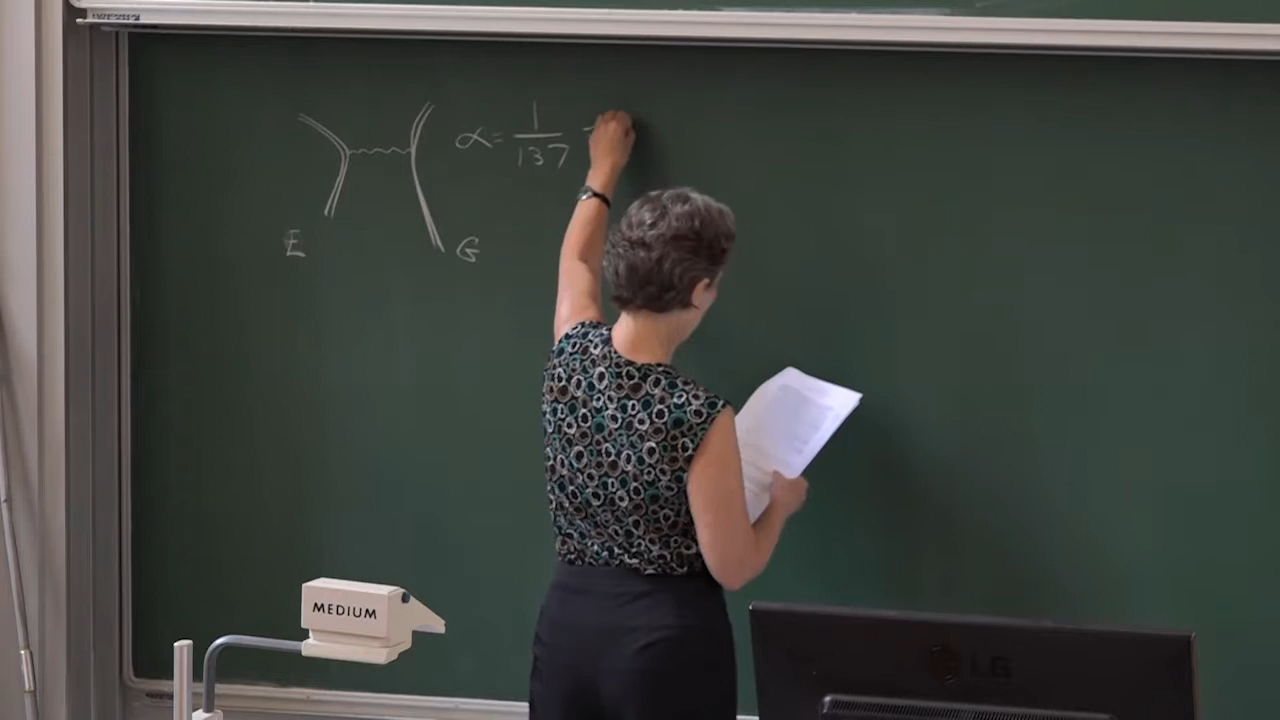 α = 1/137 =
E
G
MEDIUM
LG